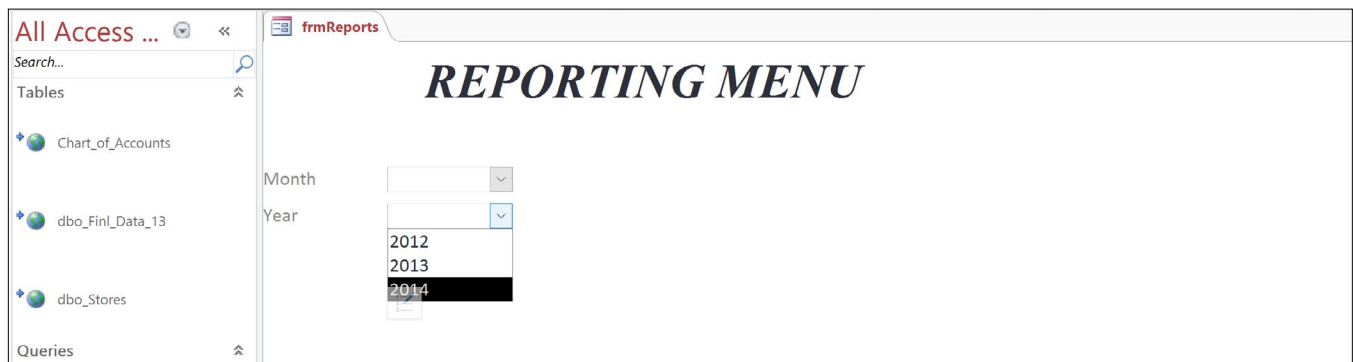 All Access ...
Search...
Tables
Chart_of_Accounts
dbo_Finl_Data_13
dbo_Stores
Queries
frmReports
REPORTING MENU
Month
Year
2012
2013
2014